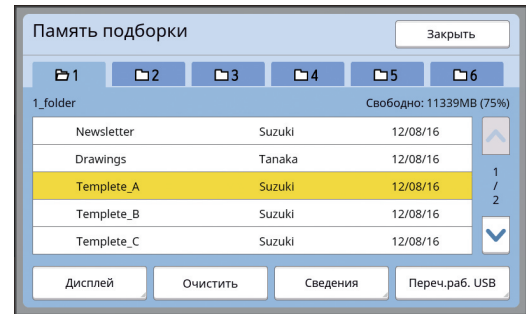 Память подборки Закрыть
1 2 3 4 5 6
1_folder Свободно: 11339MB (75%)
Newsletter Suzuki 12/08/16
Drawings Tanaka 12/08/16
Templete_A Suzuki 12/08/16
Templete_B Suzuki 12/08/16
Templete_C Suzuki 12/08/16
1
/
2
Дисплей Очистить Сведения Переч.раб. USB